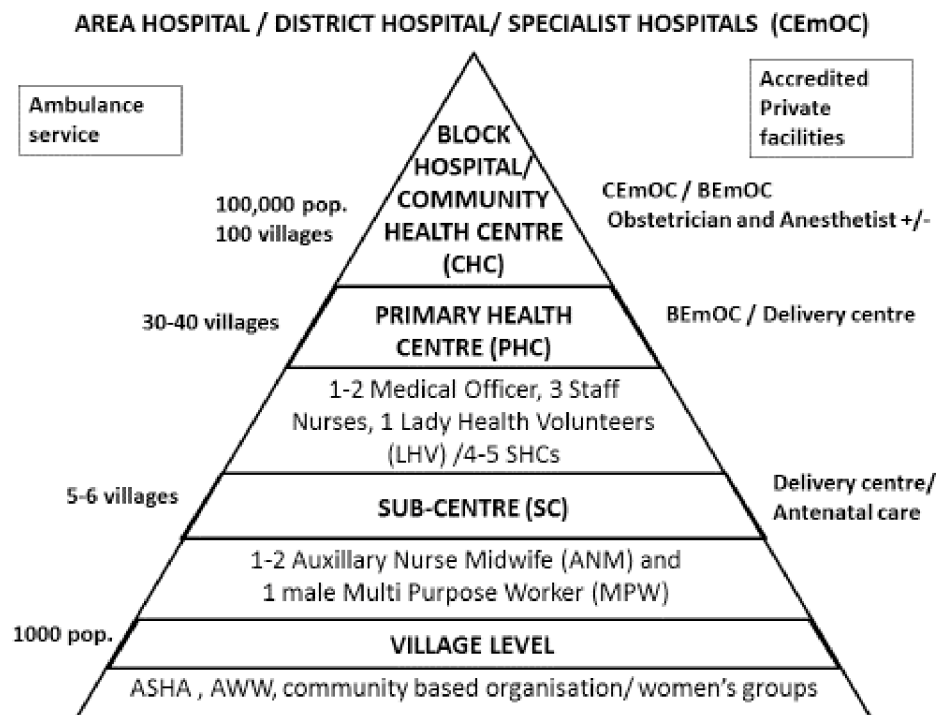 AREA HOSPITAL / DISTRICT HOSPITAL/ SPECIALIST HOSPITALS (CEmOC)
Ambulance
service
Accredited
Private
facilities
BLOCK
HOSPITAL/
COMMUNITY
HEALTH CENTRE
(CHC)
100,000 pop.
100 villages
CEmOC / BEmOC
Obstetrician and Anesthetist +/-
30-40 villages
PRIMARY HEALTH
CENTRE (PHC)
BEmOC / Delivery centre
1-2 Medical Officer, 3 Staff
Nurses, 1 Lady Health Volunteers
(LHV) /4-5 SHCs
5-6 villages
SUB-CENTRE (SC)
Delivery centre/
Antenatal care
1-2 Auxillary Nurse Midwife (ANM) and
1 male Multi Purpose Worker (MPW)
1000 pop.
VILLAGE LEVEL
ASHA , AWW, community based organisation/ women's groups